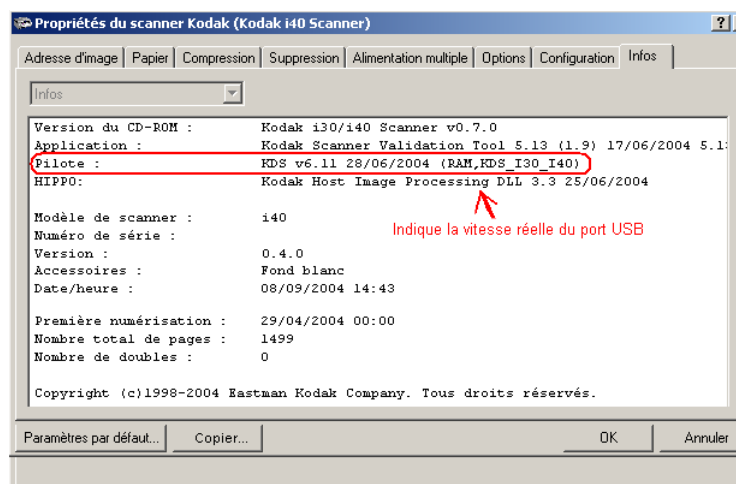 Propriétés du scanner Kodak (Kodak i40 Scanner)
Adresse d'image Papier Compression Suppression Alimentation multiple Options Configuration Infos
Infos
Version du CD-ROM : Kodak i30/i40 Scanner v0.7.0
Application : Kodak Scanner Validation Tool 5.13 (1.9) 17/06/2004 5.1
Pilote : KDS v6.11 28/06/2004 (RAM,KDS_I30_I40)
HIPPO: Kodak Host Image Processing DLL 3.3 25/06/2004
Modèle de scanner : i40
Indique la vitesse réelle du port USB
Numéro de série :
Version : 0.4.0
Accessoires : Fond blanc
Date/heure : 08/09/2004 14:43
Première numérisation : 29/04/2004 00:00
Nombre total de pages : 1499
Nombre de doubles : 0
Copyright (c)1998-2004 Eastman Kodak Company. Tous droits réservés.
Paramètres par défaut... Copier... OK Annuler